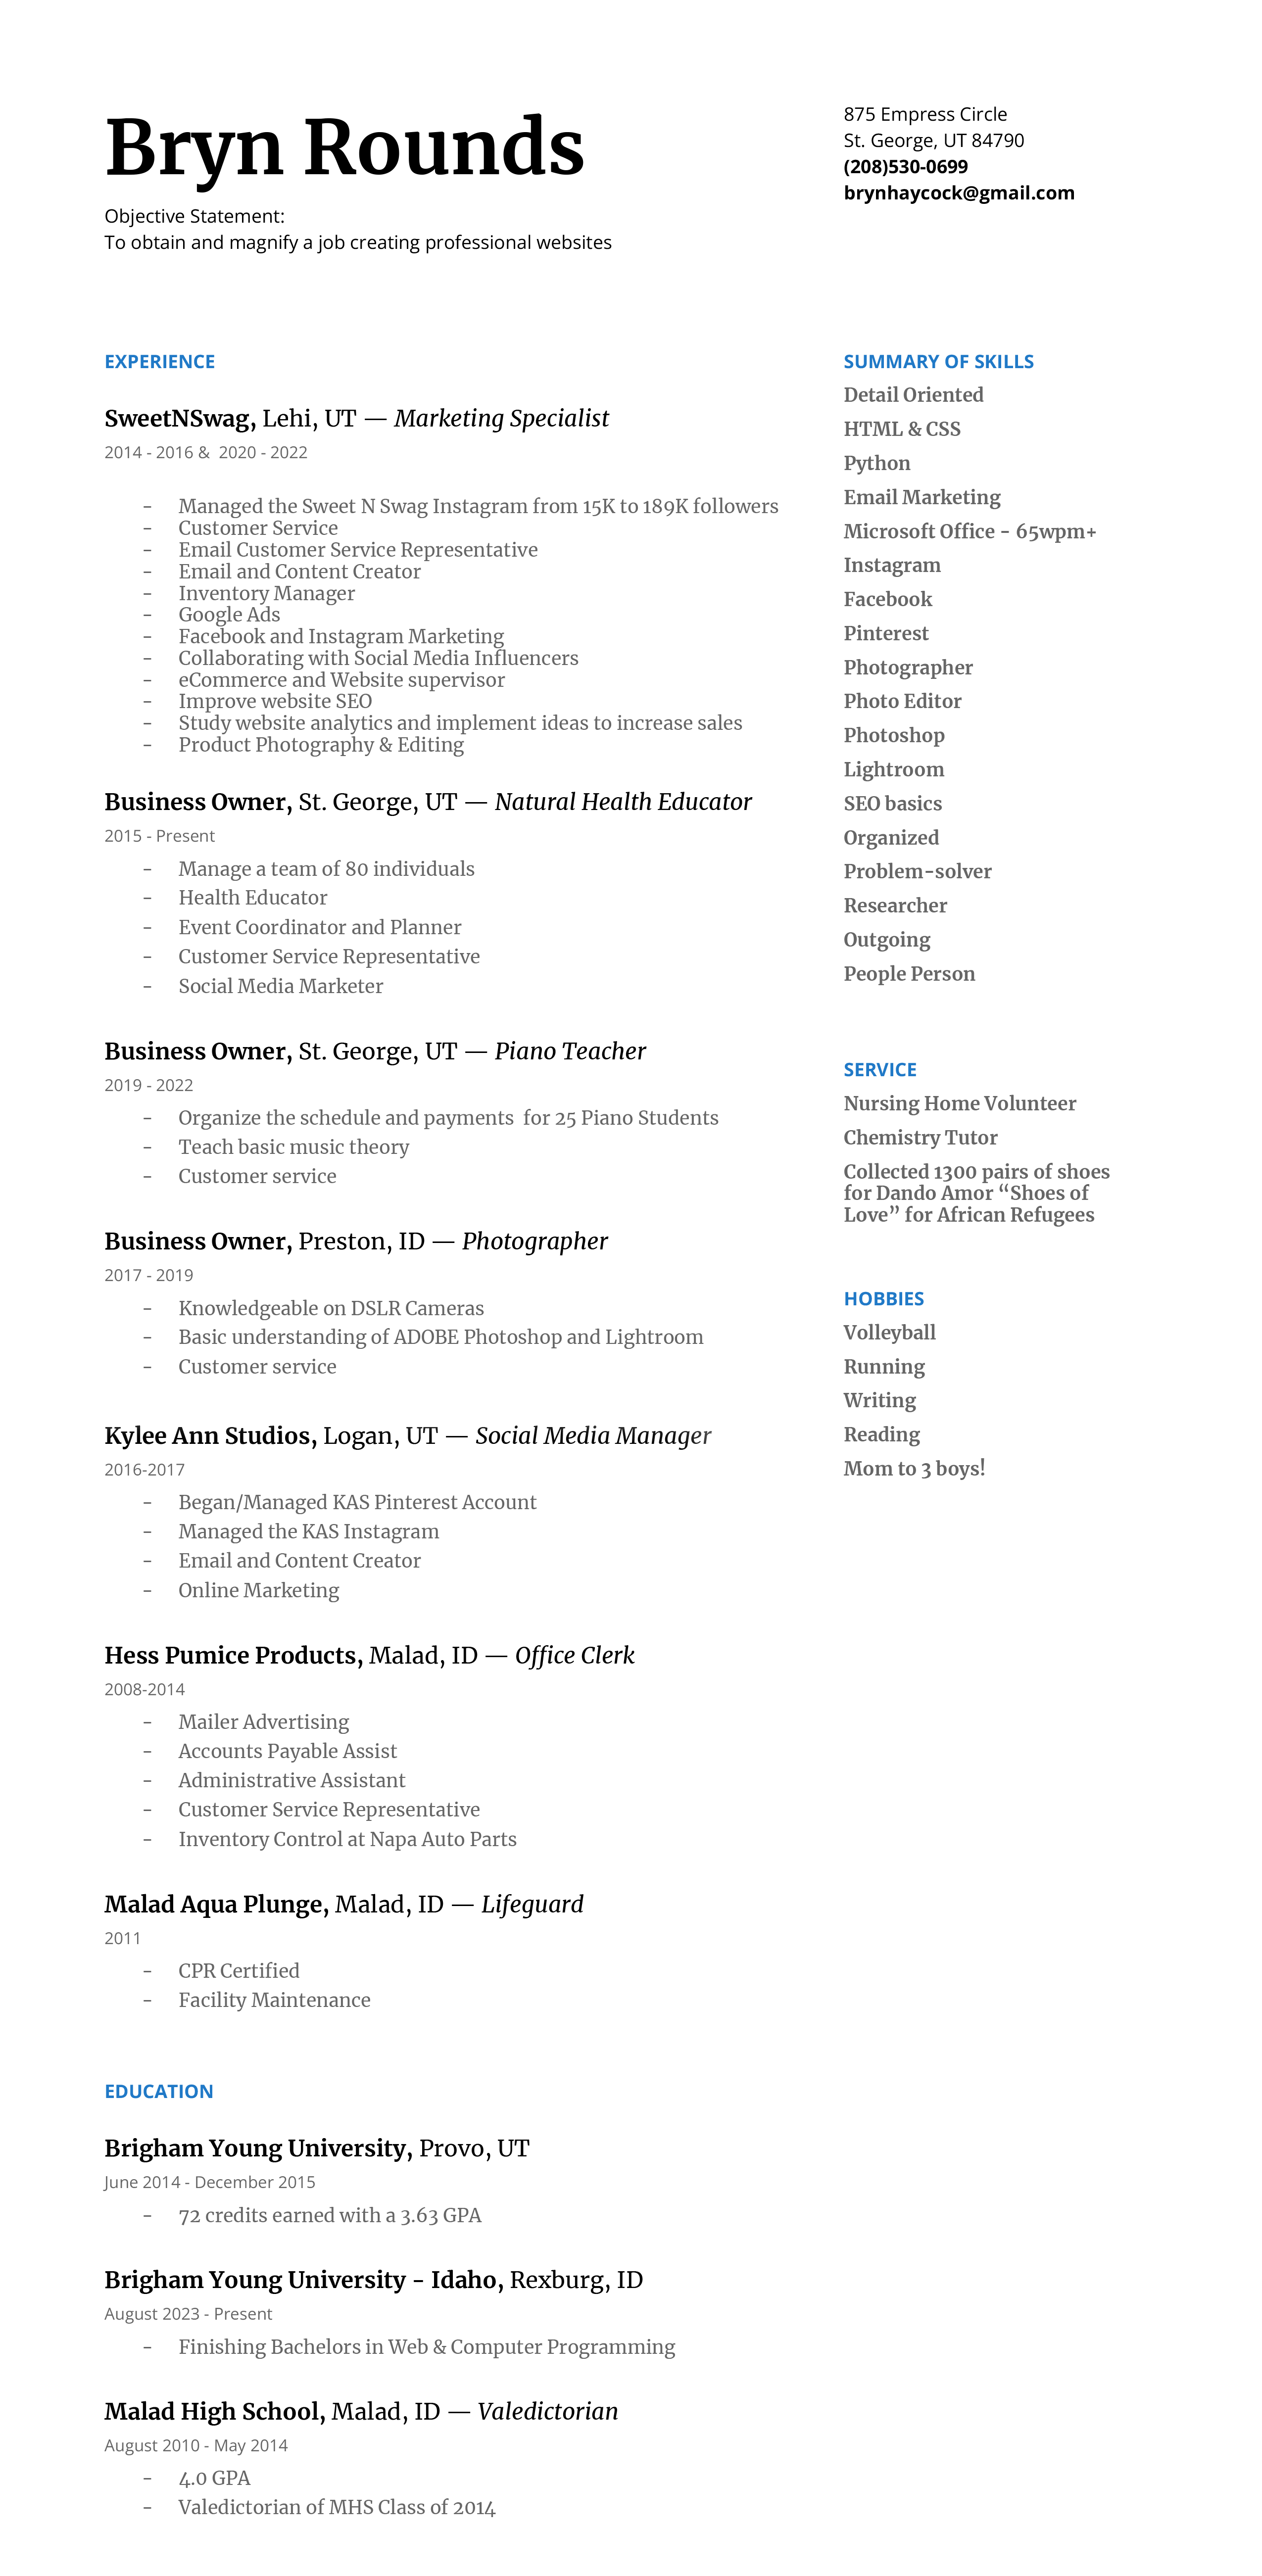 Bryn Rounds
Objective Statement:
To obtain and magnify a job creating professional websites
875 Empress Circle
St. George, UT 84790
(208)530-0699
brynhaycock@gmail.com
EXPERIENCE
SweetNSwag, Lehi, UT — Marketing Specialist
2014 - 2016 &  2020 - 2022
- Managed the Sweet N Swag Instagram from 15K to 189K followers
- Customer Service
- Email Customer Service Representative
- Email and Content Creator
- Inventory Manager
- Google Ads
- Facebook and Instagram Marketing
- Collaborating with Social Media Influencers
- eCommerce and Website supervisor
- Improve website SEO
- Study website analytics and implement ideas to increase sales
- Product Photography & Editing
Business Owner, St. George, UT — Natural Health Educator
2015 - Present
- Manage a team of 80 individuals
- Health Educator
- Event Coordinator and Planner
- Customer Service Representative
- Social Media Marketer
Business Owner, St. George, UT — Piano Teacher
2019 - 2022
- Organize the schedule and payments  for 25 Piano Students
- Teach basic music theory
- Customer service
Business Owner, Preston, ID — Photographer
2017 - 2019
- Knowledgeable on DSLR Cameras
- Basic understanding of ADOBE Photoshop and Lightroom
- Customer service
Kylee Ann Studios, Logan, UT — Social Media Manager
2016-2017
- Began/Managed KAS Pinterest Account
- Managed the KAS Instagram
- Email and Content Creator
- Online Marketing
Hess Pumice Products, Malad, ID — Office Clerk
2008-2014
- Mailer Advertising
- Accounts Payable Assist
- Administrative Assistant
- Customer Service Representative
- Inventory Control at Napa Auto Parts
Malad Aqua Plunge, Malad, ID — Lifeguard
2011
- CPR Certified
- Facility Maintenance
EDUCATION
Brigham Young University, Provo, UT
June 2014 - December 2015
- 72 credits earned with a 3.63 GPA
Brigham Young University - Idaho, Rexburg, ID
August 2023 - Present
- Finishing Bachelors in Web & Computer Programming
Malad High School, Malad, ID — Valedictorian
August 2010 - May 2014
- 4.0 GPA
- Valedictorian of MHS Class of 2014
SUMMARY OF SKILLS
Detail Oriented
HTML & CSS
Python
Email Marketing
Microsoft Office - 65wpm+
Instagram
Facebook
Pinterest
Photographer
Photo Editor
Photoshop
Lightroom
SEO basics
Organized
Problem-solver
Researcher
Outgoing
People Person
SERVICE
Nursing Home Volunteer
Chemistry Tutor
Collected 1300 pairs of shoes
for Dando Amor “Shoes of
Love” for African Refugees
HOBBIES
Volleyball
Running
Writing
Reading
Mom to 3 boys!